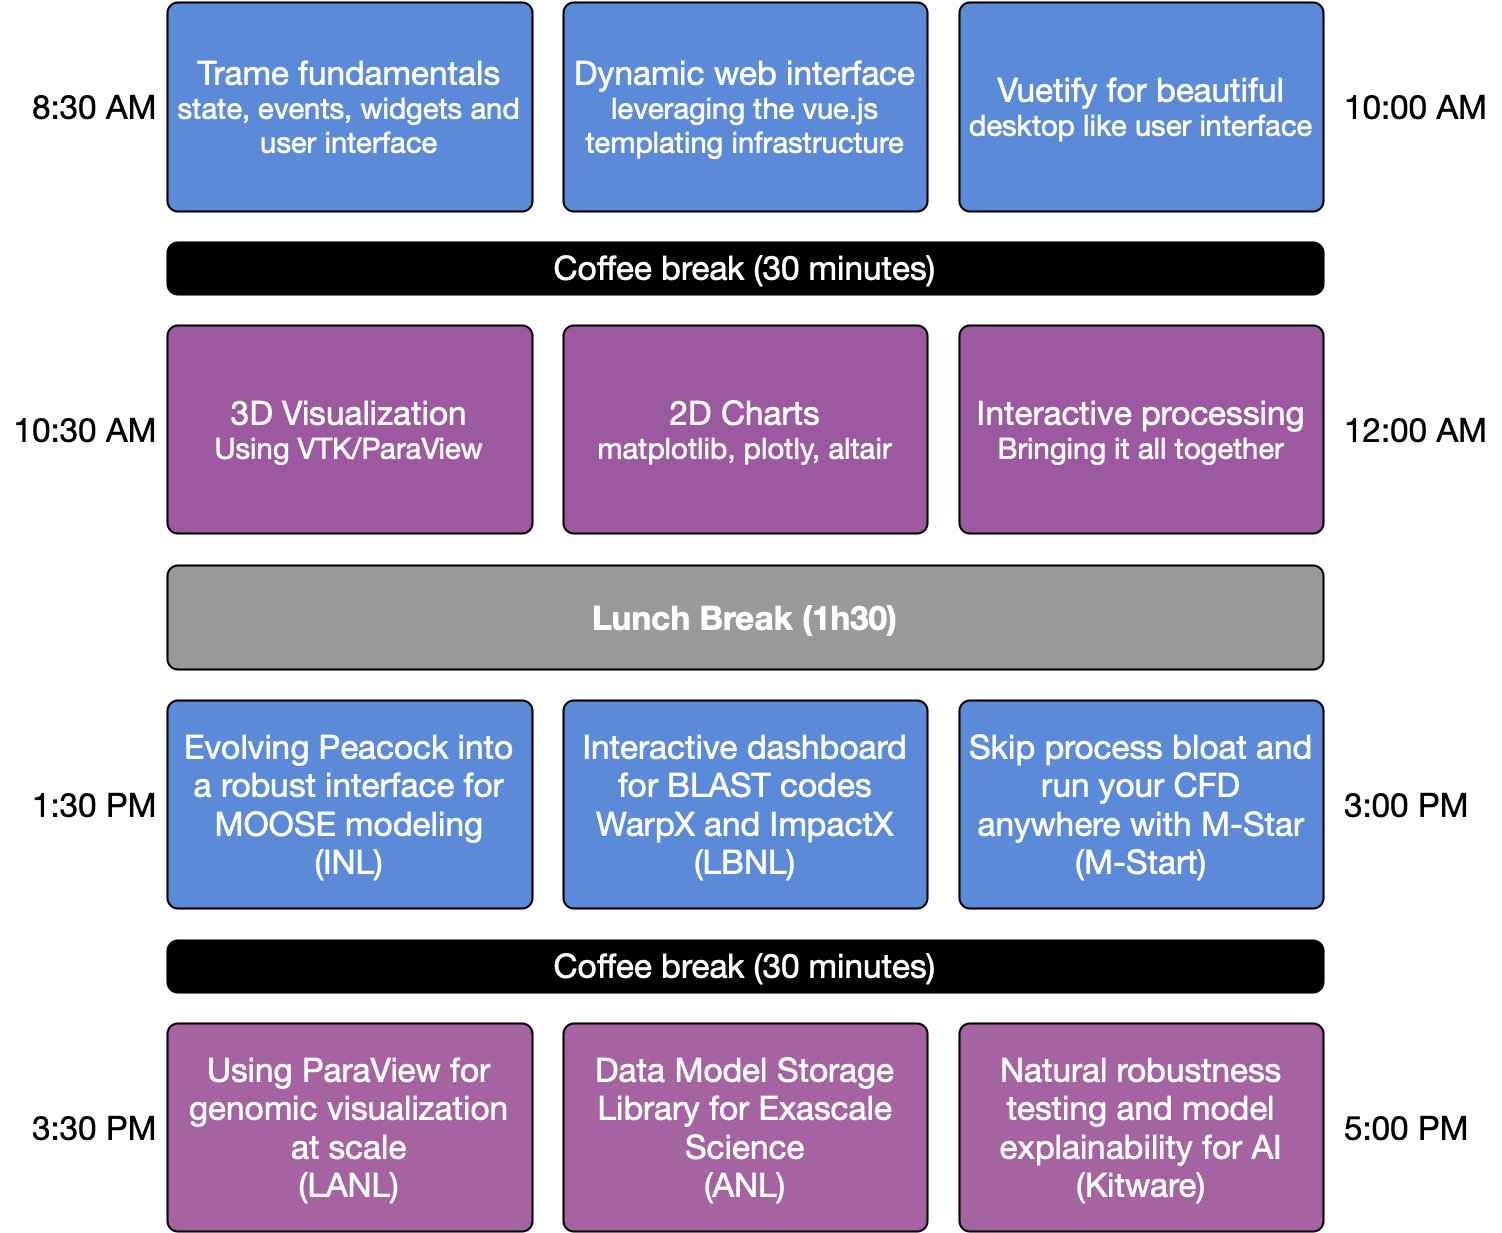 8:30 AM
Trame fundamentals
state, events, widgets and
user interface
Dynamic web interface
leveraging the vue.js
templating infrastructure
Vuetify for beautiful
desktop like user interface
10:00 AM
Coffee break (30 minutes)
10:30 AM
3D Visualization
Using VTK/ParaView
2D Charts
matplotlib, plotly, altair
Interactive processing
Bringing it all together
12:00 AM
Lunch Break (1h30)
1:30 PM
Evolving Peacock into
a robust interface for
MOOSE modeling
(INL)
Interactive dashboard
for BLAST codes
WarpX and ImpactX
(LBNL)
Skip process bloat and
run your CFD
anywhere with M-Star
(M-Start)
3:00 PM
Coffee break (30 minutes)
3:30 PM
Using ParaView for
genomic visualization
at scale
(LANL)
Data Model Storage
Library for Exascale
Science
(ANL)
Natural robustness
testing and model
explainability for AI
(Kitware)
5:00 PM